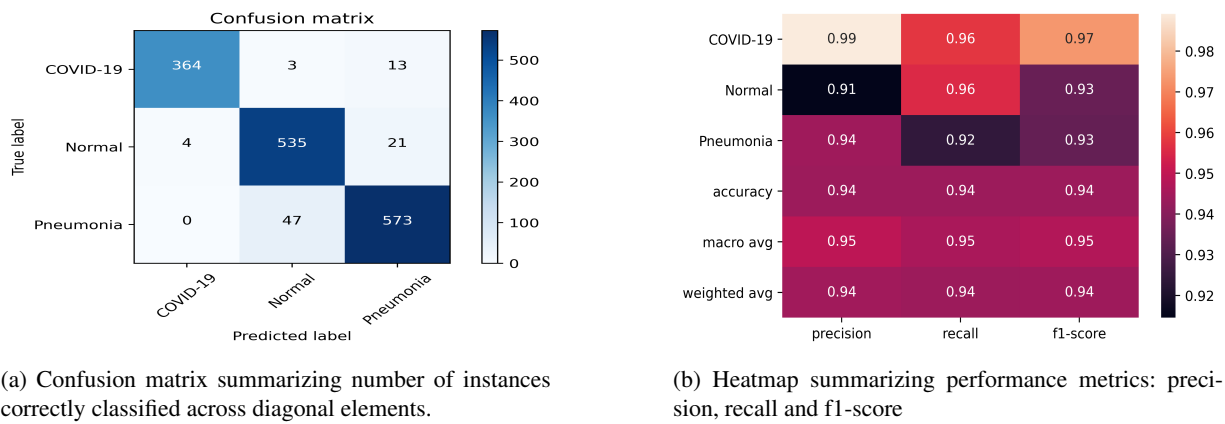 Confusion matrix
True label
COVID-19 364 3 13
Normal 4 535 21
Pneumonia 0 47 573
COVID-19 Normal Pneumonia
Predicted label
500
400
300
200
100
0
COVID-19 0.99 0.96 0.97
Normal 0.91 0.96 0.93
Pneumonia 0.94 0.92 0.93
accuracy 0.94 0.94 0.94
macro avg 0.95 0.95 0.95
weighted avg 0.94 0.94 0.94
precision recall f1-score
0.98
0.97
0.96
0.95
0.94
0.93
0.92
(a) Confusion matrix summarizing number of instances
correctly classified across diagonal elements.
(b) Heatmap summarizing performance metrics: preci-
sion, recall and f1-score